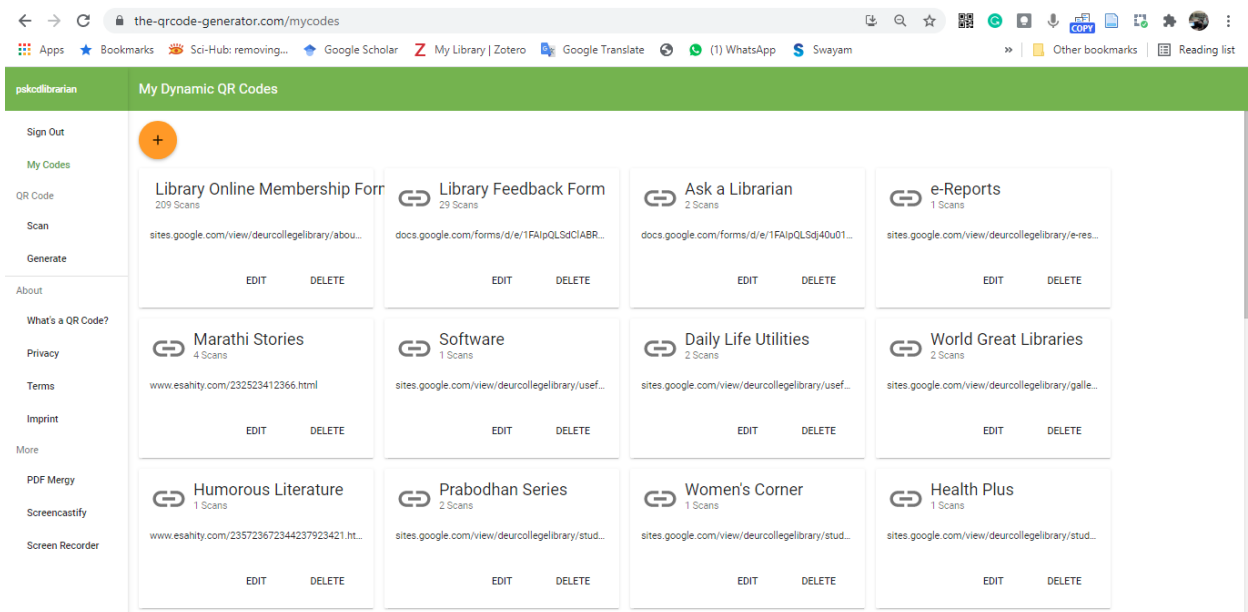 the-qrcode-generator.com/mycodes
COPY
Apps Bookmarks Sci-Hub: removing... Google Scholar Z My Library | Zotero Google Translate (1) WhatsApp S Swayam » Other bookmarks Reading list
pskcdlibrarian My Dynamic QR Codes
Sign Out
My Codes
QR Code
Scan
Generate
About
What's a QR Code?
Privacy
Terms
Imprint
More
PDF Mergy
Screencastify
Screen Recorder
+
Library Online Membership Form
209 Scans
sites.google.com/view/deurcollegelibrary/abou...
EDIT DELETE
Library Feedback Form
29 Scans
docs.google.com/forms/d/e/1FAIpQLSdClABR...
EDIT DELETE
Ask a Librarian
2 Scans
docs.google.com/forms/d/e/1FAIpQLSdj40u01...
EDIT DELETE
e-Reports
1 Scans
sites.google.com/view/deurcollegelibrary/e-res...
EDIT DELETE
Marathi Stories
4 Scans
www.esahity.com/232523412366.html
EDIT DELETE
Software
1 Scans
sites.google.com/view/deurcollegelibrary/usef...
EDIT DELETE
Daily Life Utilities
2 Scans
sites.google.com/view/deurcollegelibrary/usef...
EDIT DELETE
World Great Libraries
2 Scans
sites.google.com/view/deurcollegelibrary/galle...
EDIT DELETE
Humorous Literature
1 Scans
www.esahity.com/235723672344237923421.ht...
EDIT DELETE
Prabodhan Series
2 Scans
sites.google.com/view/deurcollegelibrary/stud...
EDIT DELETE
Women's Corner
1 Scans
sites.google.com/view/deurcollegelibrary/stud...
EDIT DELETE
Health Plus
1 Scans
sites.google.com/view/deurcollegelibrary/stud...
EDIT DELETE